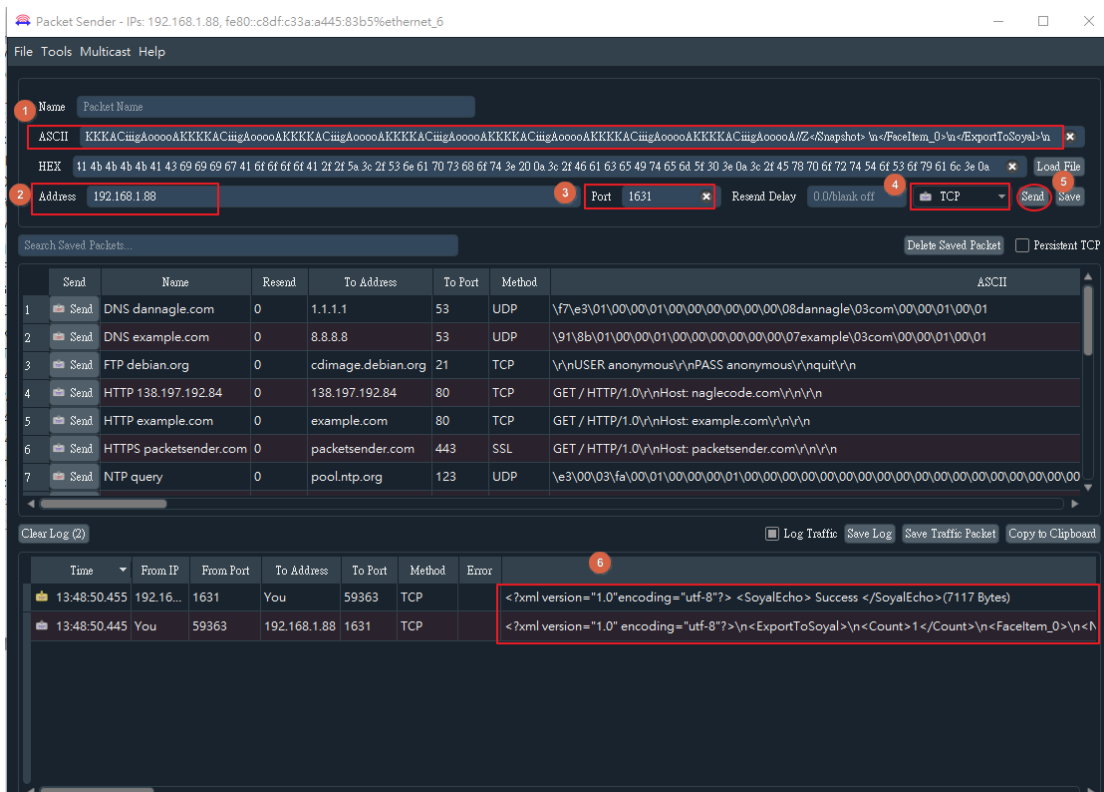 Packet Sender - IPs: 192.168.1.88, fe80::c8df:c33a:a445:83b5%ethernet_6
File Tools Multicast Help
1 Name Packet Name
ASCII KKKACiiigAooooAKKKKACiiigAooooAKKKKACiiigAooooAKKKKACiiigAooooAKKKKACiiigAooooAKKKKACiiigAooooAKKKKACiiigAooooA//Z</Snapshot> \n</FaceItem_0>\n</ExportToSoyal>\n
HEX 41 4b 4b 4b 4b 41 43 69 69 69 67 41 6f 6f 6f 6f 41 2f 2f 5a 3c 2f 53 6e 61 70 73 68 6f 74 3e 20 0a 3c 2f 46 61 63 65 49 74 65 6d 5f 30 3e 0a 3c 2f 45 78 70 6f 72 74 54 6f 53 6f 79 61 6c 3e 0a Load File
2 Address 192.168.1.88 3 Port 1631 Resend Delay 0.0/blank off 4 TCP Send 5 Save
Search Saved Packets... Delete Saved Packet Persistent TCP
Send Name Resend To Address To Port Method ASCII
1 Send DNS dannagle.com 0 1.1.1.1 53 UDP \f7\e3\01\00\00\01\00\00\00\00\00\00\08dannagle\03com\00\00\01\00\01
2 Send DNS example.com 0 8.8.8.8 53 UDP \91\8b\01\00\00\01\00\00\00\00\00\00\07example\03com\00\00\01\00\01
3 Send FTP debian.org 0 cdimage.debian.org 21 TCP \r\nUSER anonymous\r\nPASS anonymous\r\nquit\r\n
4 Send HTTP 138.197.192.84 0 138.197.192.84 80 TCP GET / HTTP/1.0\r\nHost: naglecode.com\r\n\r\n
5 Send HTTP example.com 0 example.com 80 TCP GET / HTTP/1.0\r\nHost: example.com\r\n\r\n
6 Send HTTPS packetsender.com 0 packetsender.com 443 SSL GET / HTTP/1.0\r\nHost: packetsender.com\r\n\r\n
7 Send NTP query 0 pool.ntp.org 123 UDP \e3\00\03\fa\00\01\00\00\00\01\00\00\00\00\00\00\00\00\00\00\00\00\00\00\00\00\00\00\00
Clear Log (2) Log Traffic Save Log Save Traffic Packet Copy to Clipboard
Time From IP From Port To Address To Port Method Error 6
13:48:50.455 192.16... 1631 You 59363 TCP <?xml version="1.0"encoding="utf-8"?> <SoyalEcho> Success </SoyalEcho>(7117 Bytes)
13:48:50.445 You 59363 192.168.1.88 1631 TCP <?xml version="1.0" encoding="utf-8"?>\n<ExportToSoyal>\n<Count>1</Count>\n<FaceItem_0>\n<N